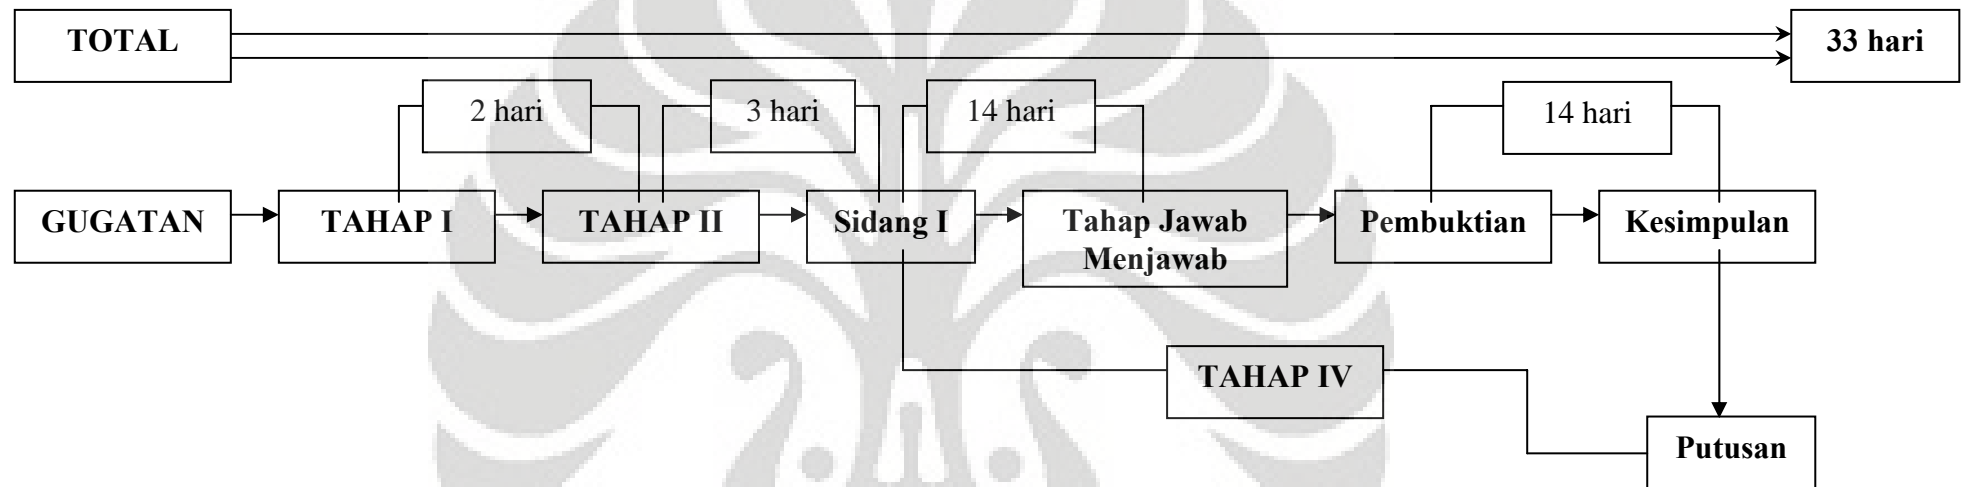 TOTAL
33 hari
2 hari
3 hari
14 hari
14 hari
GUGATAN
TAHAP I
TAHAP II
Sidang I
Tahap Jawab
Menjawab
Pembuktian
Kesimpulan
TAHAP IV
Putusan